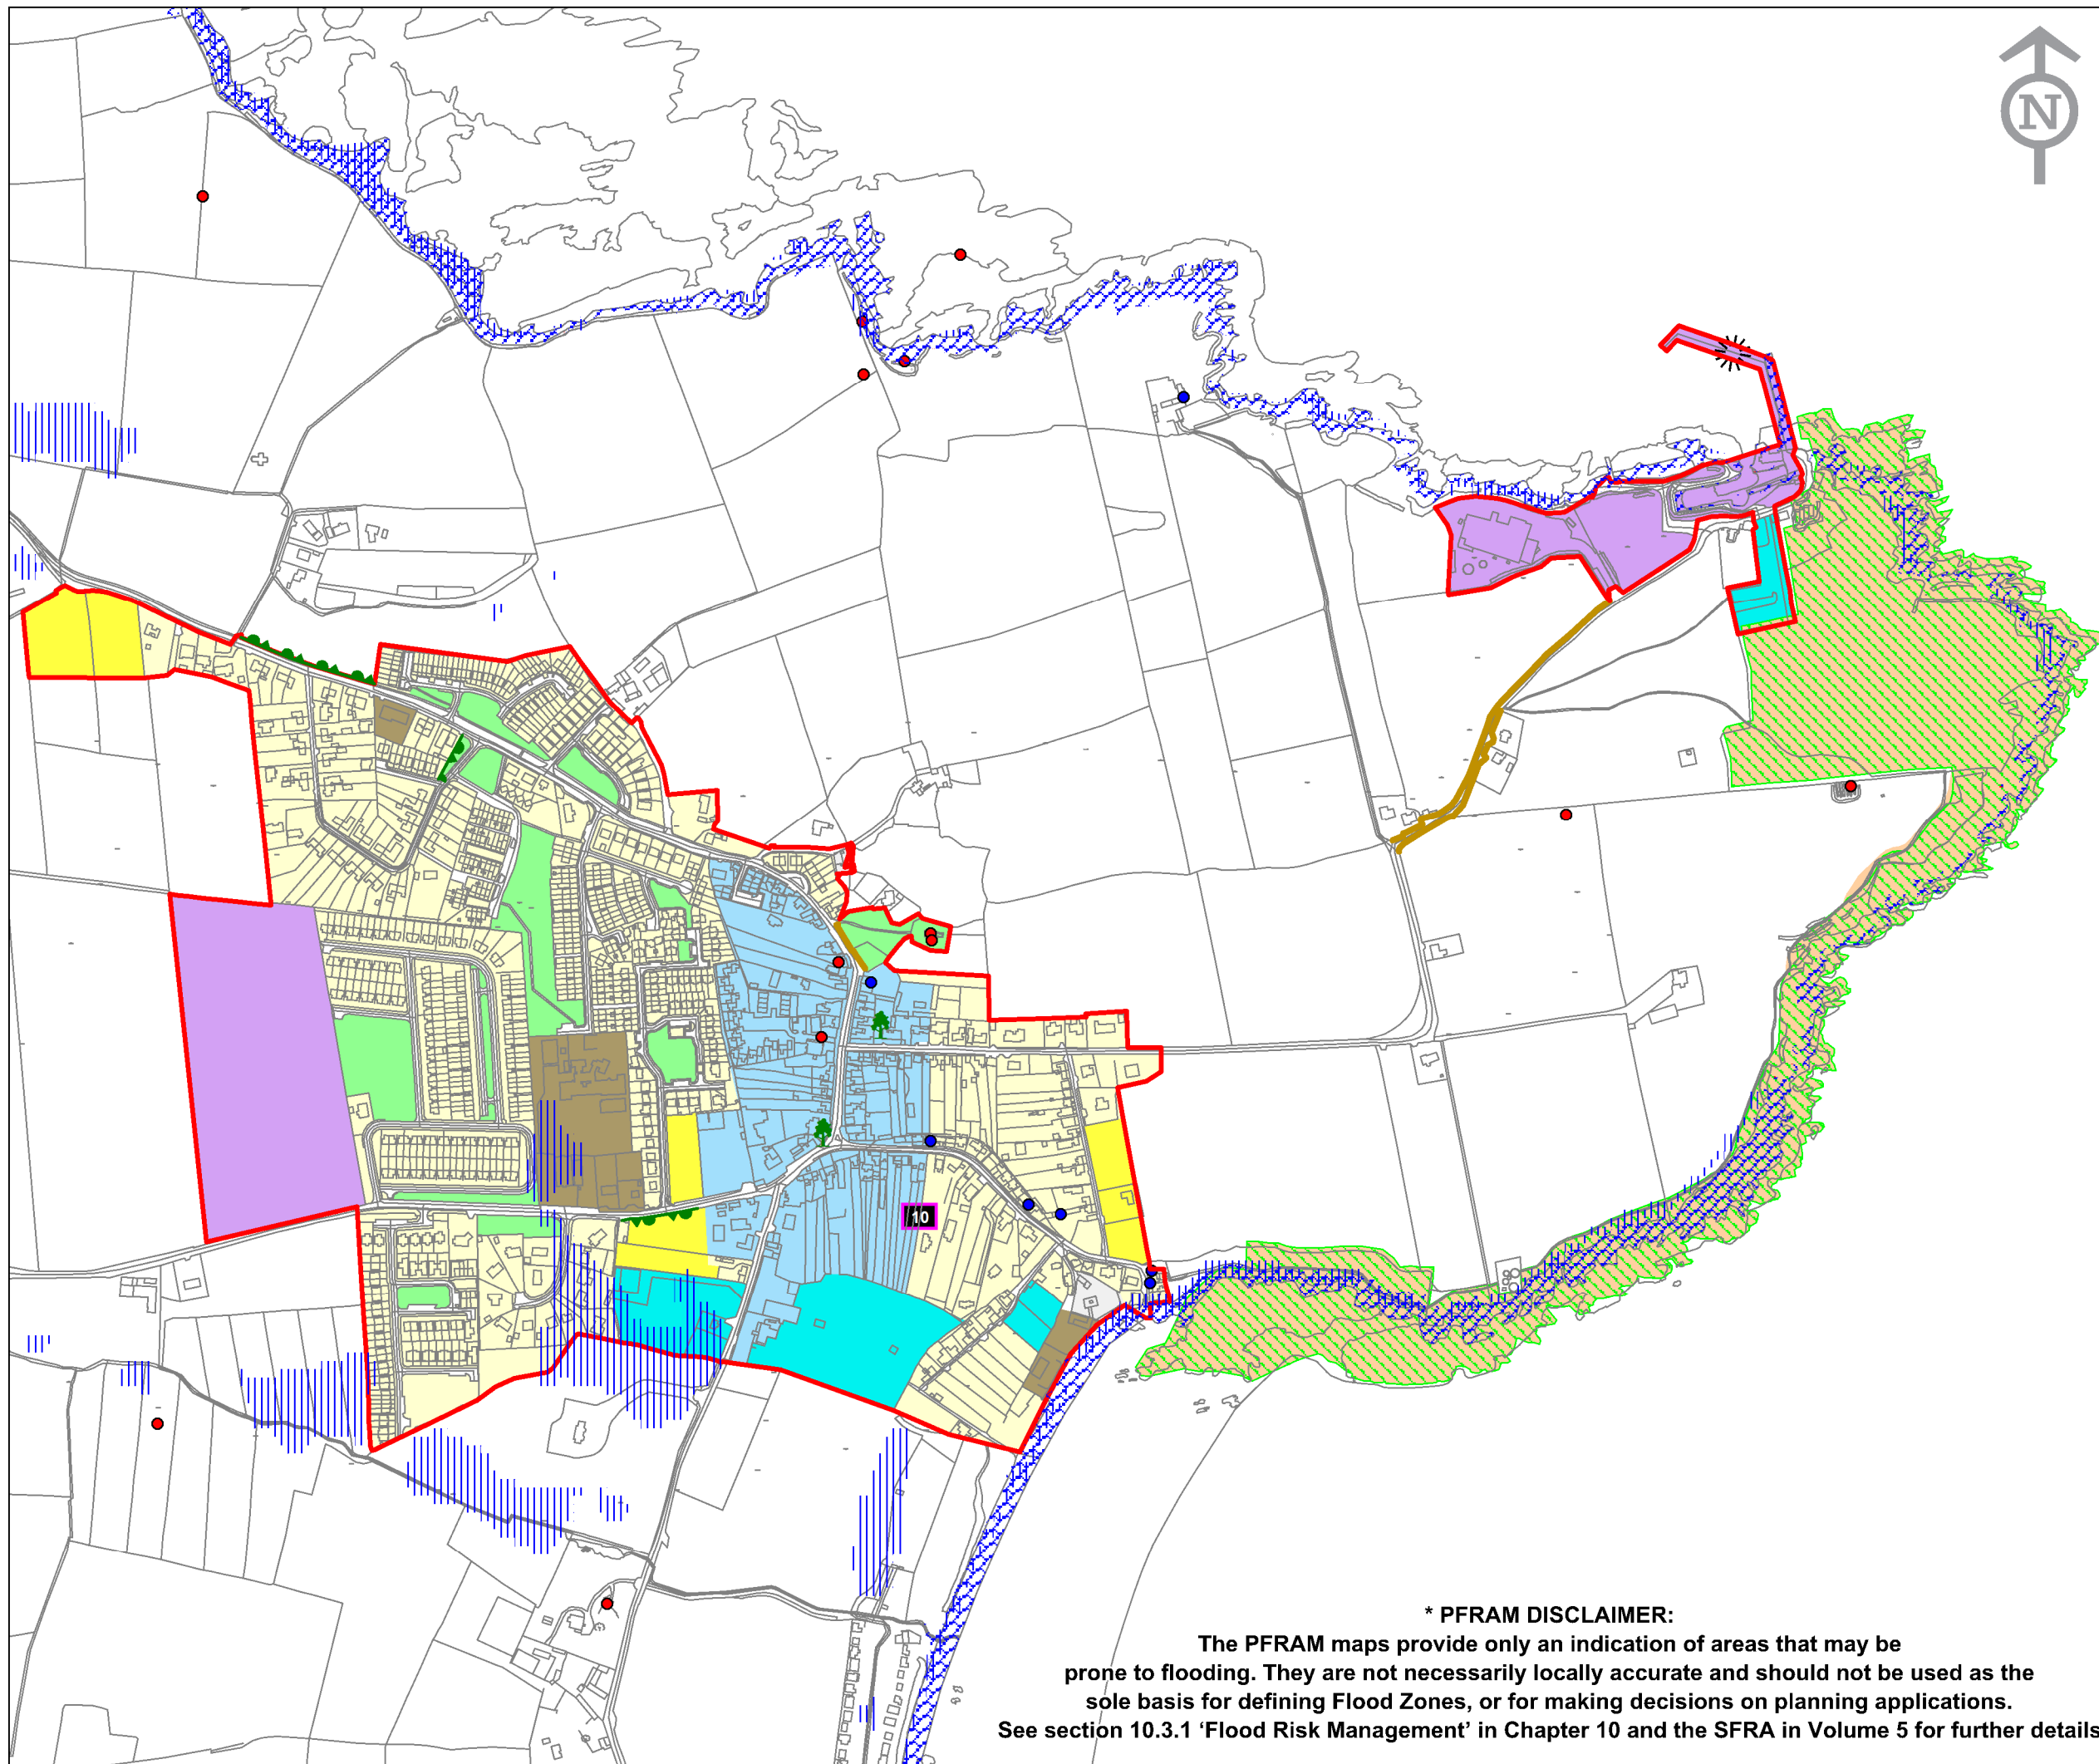 N
10
* PFRAM DISCLAIMER:
The PFRAM maps provide only an indication of areas that may be
prone to flooding. They are not necessarily locally accurate and should not be used as the
sole basis for defining Flood Zones, or for making decisions on planning applications.
See section 10.3.1 ‘Flood Risk Management’ in Chapter 10 and the SFRA in Volume 5 for further details